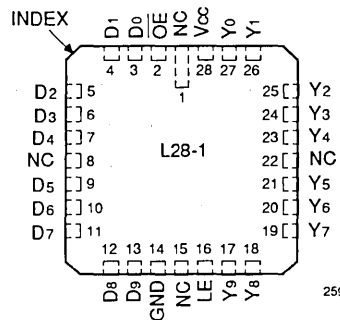 INDEX
D1 D0 OE NC Vcc Y0 Y1
4 3 2 1 28 27 26
D2 5 25 Y2
D3 6 24 Y3
D4 7 L28-1 23 Y4
NC 8 22 NC
D5 9 21 Y5
D6 10 20 Y6
D7 11 19 Y7
12 13 14 15 16 17 18
D8 D9 GND NC LE Y9 Y8
259